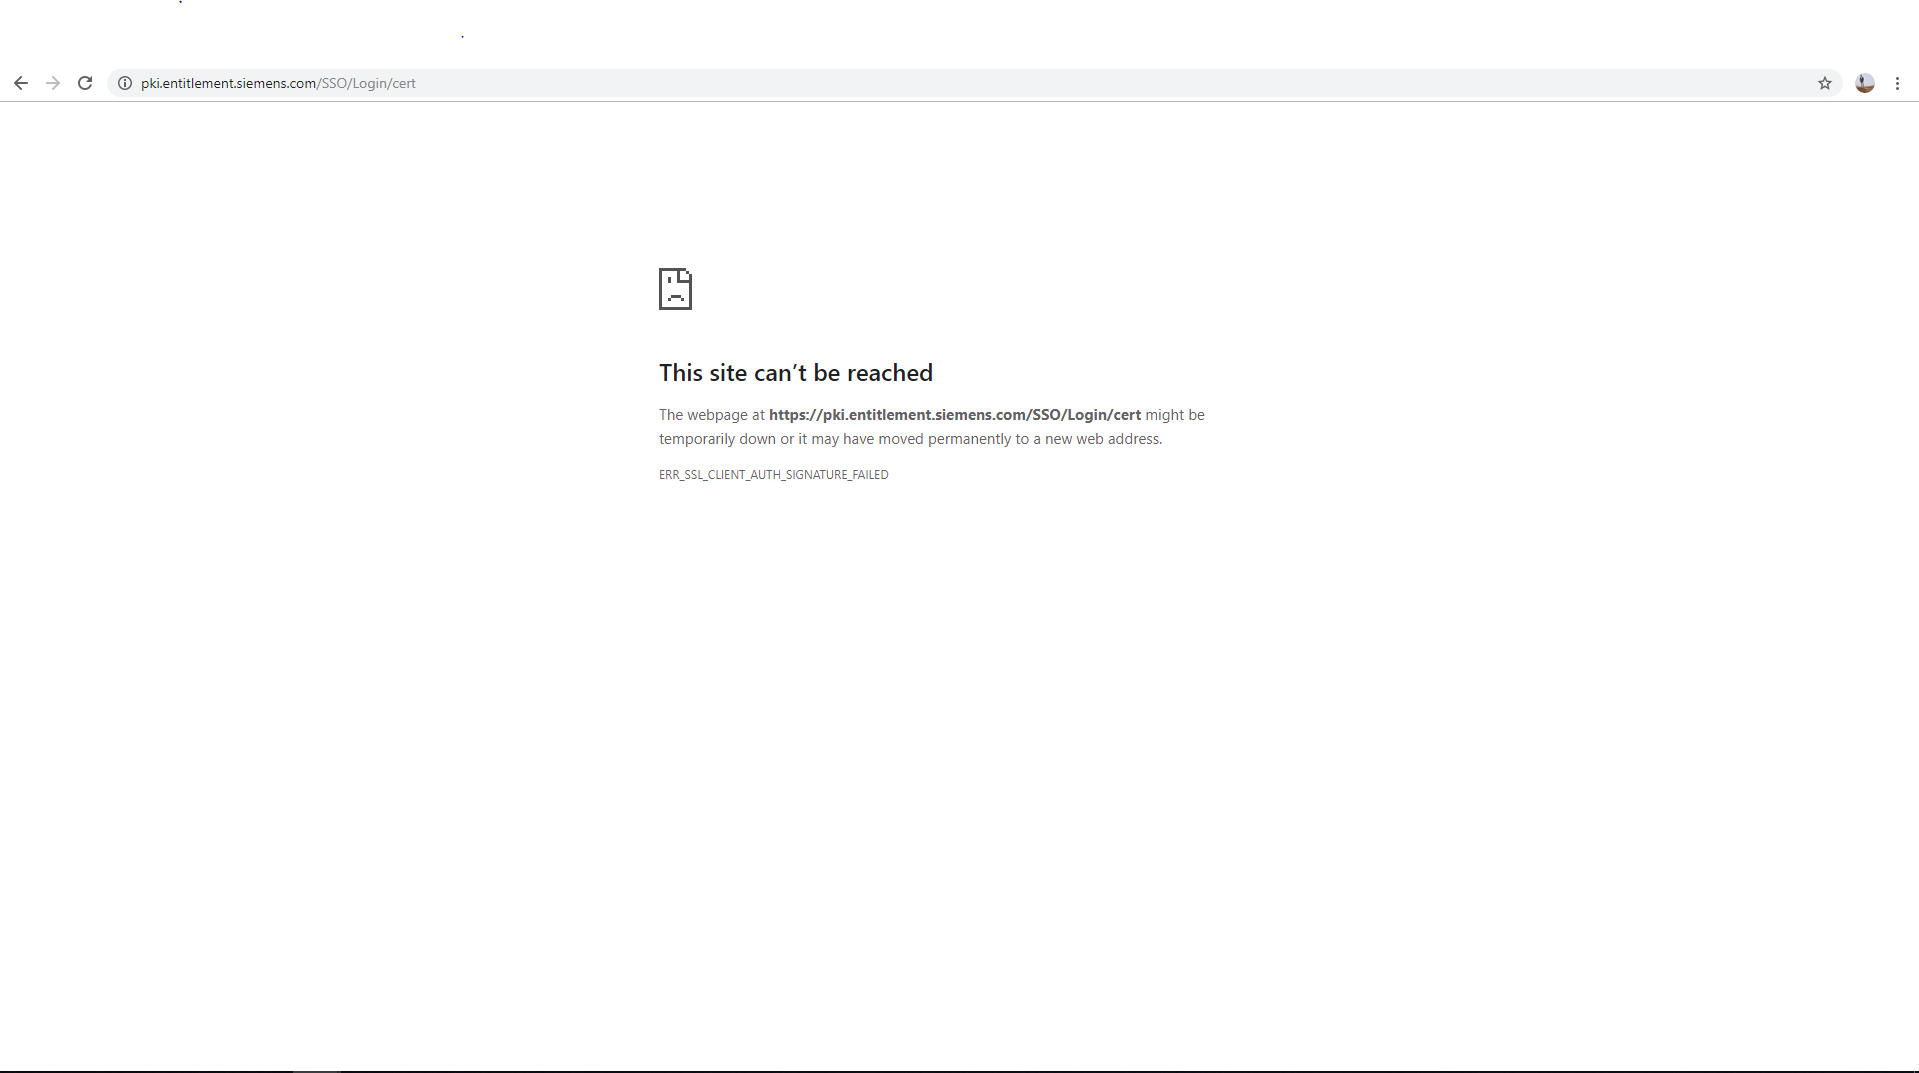 pki.entitlement.siemens.com/SSO/Login/cert
This site can’t be reached
The webpage at https://pki.entitlement.siemens.com/SSO/Login/cert might be
temporarily down or it may have moved permanently to a new web address.
ERR_SSL_CLIENT_AUTH_SIGNATURE_FAILED